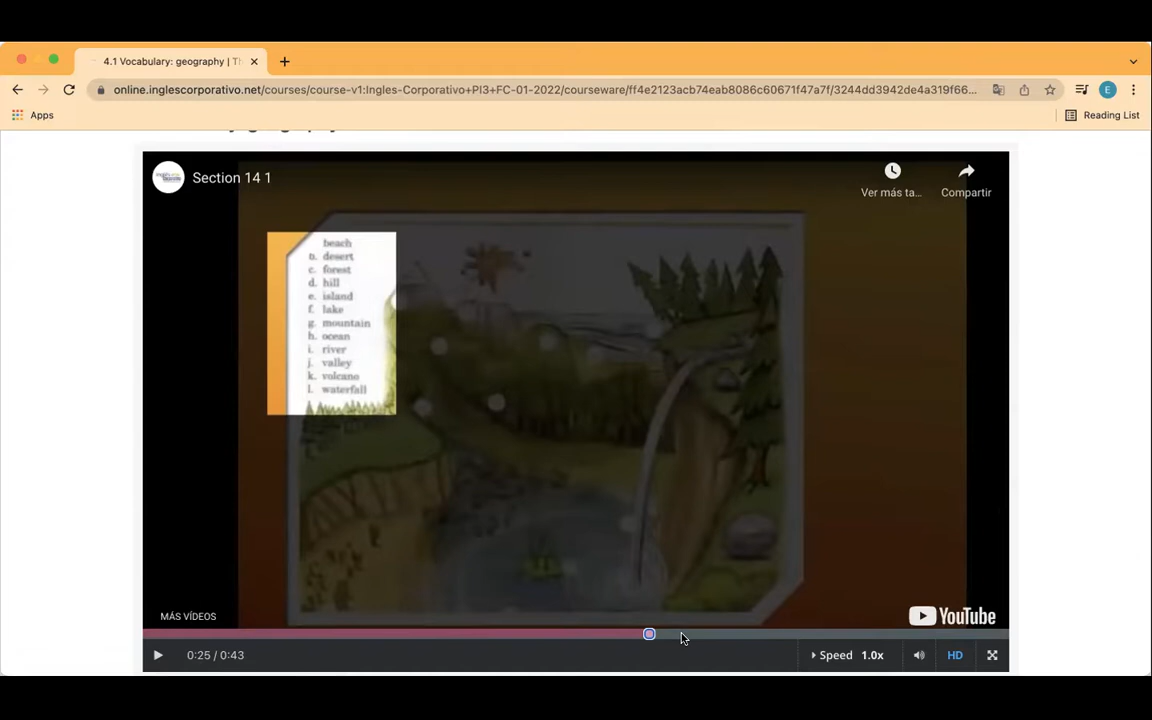 4.1 Vocabulary: geography | Th
online.inglescorporativo.net/courses/course-v1:Ingles-Corporativo+PI3+FC-01-2022/courseware/ff4e2123acb74eab8086c60671f47a7f/3244dd3942de4a319f66...
E
Apps
Reading List
Section 14 1
Ver más ta...
Compartir
beach
b. desert
c. forest
d. hill
e. island
f. lake
g. mountain
h. ocean
i. river
j. valley
k. volcano
l. waterfall
MÁS VÍDEOS
YouTube
0:25 / 0:43
Speed 1.0x
HD